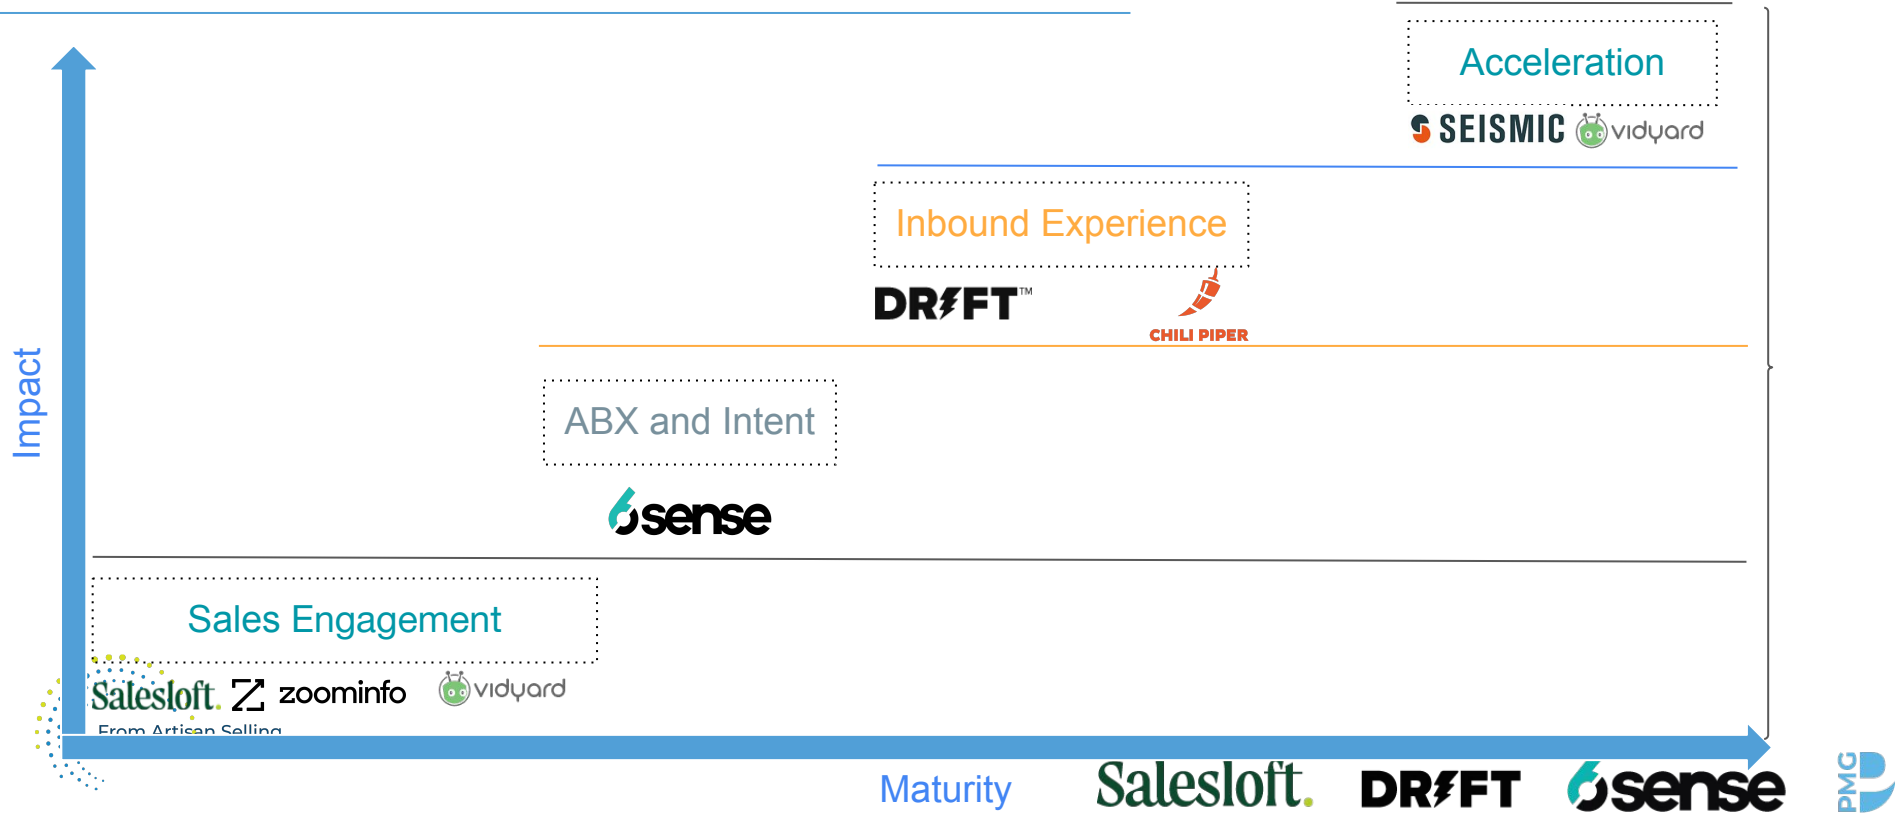 Acceleration
SEISMIC vidyard
Inbound Experience
DRIFT™
CHILI PIPER
Impact
ABX and Intent
6sense
Sales Engagement
Salesloft. zoominfo vidyard
From Artisan Selling
Maturity
Salesloft. DRIFT 6sense
PMG